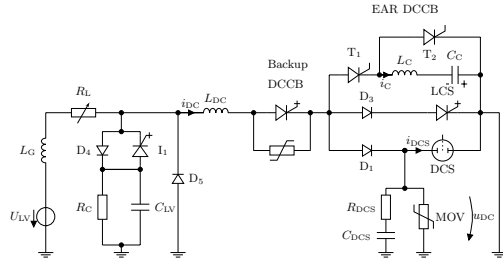 EAR DCCB
T1
T2
LC
CC
iC
LCS
Backup
DCCB
RL
iDC
LDC
D3
LG
D4
I1
D5
D1
iDCS
DCS
RC
CLV
RDCS
CDCS
MOV
uDC
ULV